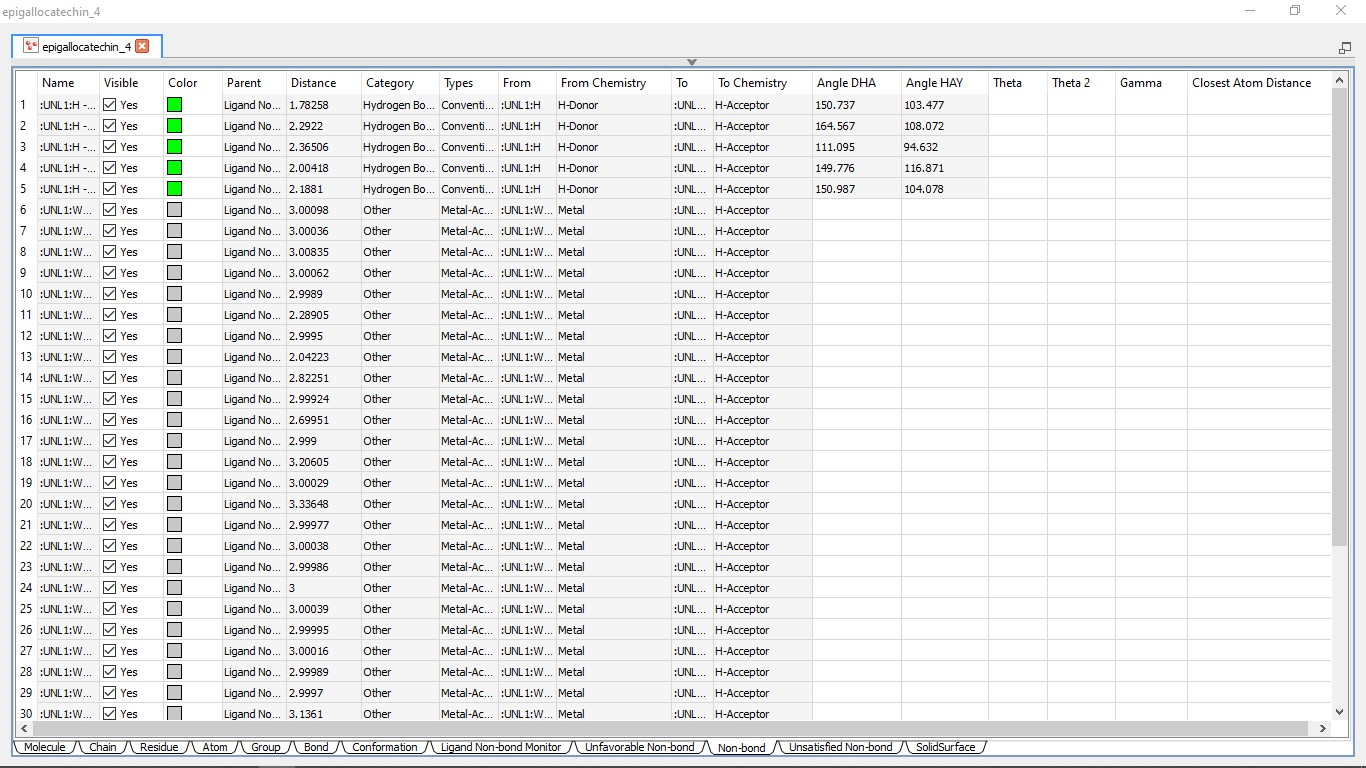 epigallocatechin_4
epigallocatechin_4
Name Visible Color Parent Distance Category Types From From Chemistry To To Chemistry Angle DHA Angle HAY Theta Theta 2 Gamma Closest Atom Distance
1 :UNL1:H -... Yes Ligand No... 1.78258 Hydrogen Bo... Conventi... :UNL1:H H-Donor :UNL... H-Acceptor 150.737 103.477
2 :UNL1:H -... Yes Ligand No... 2.2922 Hydrogen Bo... Conventi... :UNL1:H H-Donor :UNL... H-Acceptor 164.567 108.072
3 :UNL1:H -... Yes Ligand No... 2.36506 Hydrogen Bo... Conventi... :UNL1:H H-Donor :UNL... H-Acceptor 111.095 94.632
4 :UNL1:H -... Yes Ligand No... 2.00418 Hydrogen Bo... Conventi... :UNL1:H H-Donor :UNL... H-Acceptor 149.776 116.871
5 :UNL1:H -... Yes Ligand No... 2.1881 Hydrogen Bo... Conventi... :UNL1:H H-Donor :UNL... H-Acceptor 150.987 104.078
6 :UNL1:W... Yes Ligand No... 3.00098 Other Metal-Ac... :UNL1:W... Metal :UNL... H-Acceptor
7 :UNL1:W... Yes Ligand No... 3.00036 Other Metal-Ac... :UNL1:W... Metal :UNL... H-Acceptor
8 :UNL1:W... Yes Ligand No... 3.00835 Other Metal-Ac... :UNL1:W... Metal :UNL... H-Acceptor
9 :UNL1:W... Yes Ligand No... 3.00062 Other Metal-Ac... :UNL1:W... Metal :UNL... H-Acceptor
10 :UNL1:W... Yes Ligand No... 2.9989 Other Metal-Ac... :UNL1:W... Metal :UNL... H-Acceptor
11 :UNL1:W... Yes Ligand No... 2.28905 Other Metal-Ac... :UNL1:W... Metal :UNL... H-Acceptor
12 :UNL1:W... Yes Ligand No... 2.9995 Other Metal-Ac... :UNL1:W... Metal :UNL... H-Acceptor
13 :UNL1:W... Yes Ligand No... 2.04223 Other Metal-Ac... :UNL1:W... Metal :UNL... H-Acceptor
14 :UNL1:W... Yes Ligand No... 2.82251 Other Metal-Ac... :UNL1:W... Metal :UNL... H-Acceptor
15 :UNL1:W... Yes Ligand No... 2.99924 Other Metal-Ac... :UNL1:W... Metal :UNL... H-Acceptor
16 :UNL1:W... Yes Ligand No... 2.69951 Other Metal-Ac... :UNL1:W... Metal :UNL... H-Acceptor
17 :UNL1:W... Yes Ligand No... 2.999 Other Metal-Ac... :UNL1:W... Metal :UNL... H-Acceptor
18 :UNL1:W... Yes Ligand No... 3.20605 Other Metal-Ac... :UNL1:W... Metal :UNL... H-Acceptor
19 :UNL1:W... Yes Ligand No... 3.00029 Other Metal-Ac... :UNL1:W... Metal :UNL... H-Acceptor
20 :UNL1:W... Yes Ligand No... 3.33648 Other Metal-Ac... :UNL1:W... Metal :UNL... H-Acceptor
21 :UNL1:W... Yes Ligand No... 2.99977 Other Metal-Ac... :UNL1:W... Metal :UNL... H-Acceptor
22 :UNL1:W... Yes Ligand No... 3.00038 Other Metal-Ac... :UNL1:W... Metal :UNL... H-Acceptor
23 :UNL1:W... Yes Ligand No... 2.99986 Other Metal-Ac... :UNL1:W... Metal :UNL... H-Acceptor
24 :UNL1:W... Yes Ligand No... 3 Other Metal-Ac... :UNL1:W... Metal :UNL... H-Acceptor
25 :UNL1:W... Yes Ligand No... 3.00039 Other Metal-Ac... :UNL1:W... Metal :UNL... H-Acceptor
26 :UNL1:W... Yes Ligand No... 2.99995 Other Metal-Ac... :UNL1:W... Metal :UNL... H-Acceptor
27 :UNL1:W... Yes Ligand No... 3.00016 Other Metal-Ac... :UNL1:W... Metal :UNL... H-Acceptor
28 :UNL1:W... Yes Ligand No... 2.99989 Other Metal-Ac... :UNL1:W... Metal :UNL... H-Acceptor
29 :UNL1:W... Yes Ligand No... 2.9997 Other Metal-Ac... :UNL1:W... Metal :UNL... H-Acceptor
30 :UNL1:W... Yes Ligand No... 3.1361 Other Metal-Ac... :UNL1:W... Metal :UNL... H-Acceptor
Molecule Chain Residue Atom Group Bond Conformation Ligand Non-bond Monitor Unfavorable Non-bond Non-bond Unsatisfied Non-bond SolidSurface